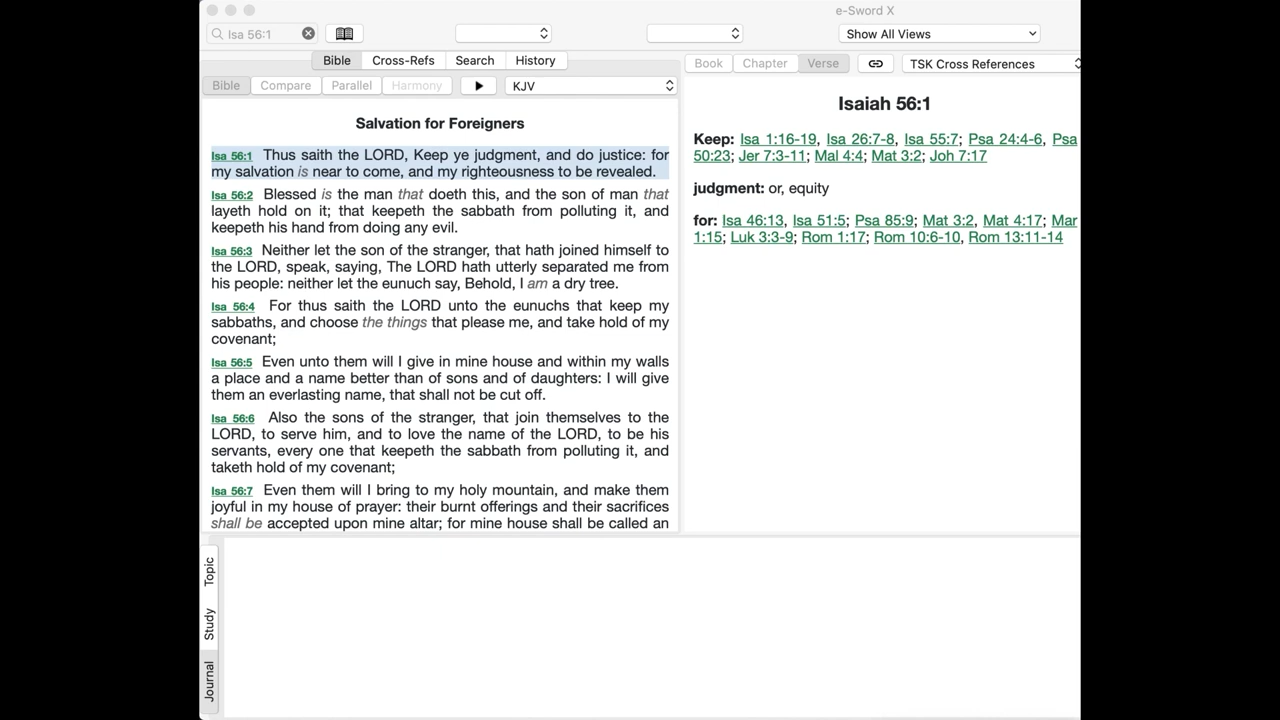 e-Sword X
Isa 56:1
Show All Views
Bible Cross-Refs Search History
Bible Compare Parallel Harmony KJV
Salvation for Foreigners
Isa 56:1 Thus saith the LORD, Keep ye judgment, and do justice: for
my salvation is near to come, and my righteousness to be revealed.
Isa 56:2 Blessed is the man that doeth this, and the son of man that
layeth hold on it; that keepeth the sabbath from polluting it, and
keepeth his hand from doing any evil.
Isa 56:3 Neither let the son of the stranger, that hath joined himself to
the LORD, speak, saying, The LORD hath utterly separated me from
his people: neither let the eunuch say, Behold, I am a dry tree.
Isa 56:4 For thus saith the LORD unto the eunuchs that keep my
sabbaths, and choose the things that please me, and take hold of my
covenant;
Isa 56:5 Even unto them will I give in mine house and within my walls
a place and a name better than of sons and of daughters: I will give
them an everlasting name, that shall not be cut off.
Isa 56:6 Also the sons of the stranger, that join themselves to the
LORD, to serve him, and to love the name of the LORD, to be his
servants, every one that keepeth the sabbath from polluting it, and
taketh hold of my covenant;
Isa 56:7 Even them will I bring to my holy mountain, and make them
joyful in my house of prayer: their burnt offerings and their sacrifices
shall be accepted upon mine altar; for mine house shall be called an
Book Chapter Verse TSK Cross References
Isaiah 56:1
Keep: Isa 1:16-19, Isa 26:7-8, Isa 55:7; Psa 24:4-6, Psa
50:23; Jer 7:3-11; Mal 4:4; Mat 3:2; Joh 7:17
judgment: or, equity
for: Isa 46:13, Isa 51:5; Psa 85:9; Mat 3:2, Mat 4:17; Mar
1:15; Luk 3:3-9; Rom 1:17; Rom 10:6-10, Rom 13:11-14
Topic
Study
Journal